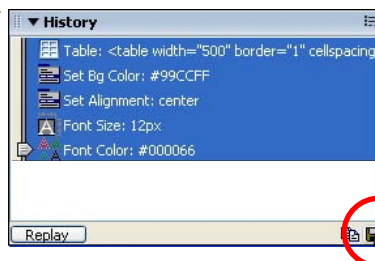 History
Table: <table width="500" border="1" cellspacing
Set Bg Color: #99CCFF
Set Alignment: center
Font Size: 12px
Font Color: #000066
Replay